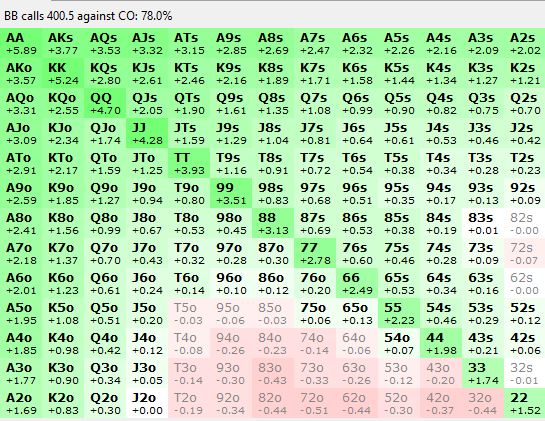 BB calls 400.5 against CO: 78.0%
AA AKs AQs AJs ATs A9s A8s A7s A6s A5s A4s A3s A2s
+5.89 +3.77 +3.53 +3.32 +3.15 +2.85 +2.69 +2.47 +2.32 +2.26 +2.16 +2.09 +2.02
AKo KK KQs KJs KTs K9s K8s K7s K6s K5s K4s K3s K2s
+3.57 +5.24 +2.80 +2.61 +2.46 +2.16 +1.89 +1.71 +1.58 +1.44 +1.34 +1.27 +1.21
AQo KQo QQ QJs QTs Q9s Q8s Q7s Q6s Q5s Q4s Q3s Q2s
+3.31 +2.55 +4.70 +2.05 +1.90 +1.61 +1.35 +1.08 +0.99 +0.90 +0.82 +0.75 +0.70
AJo KJo QJo JJ JTs J9s J8s J7s J6s J5s J4s J3s J2s
+3.09 +2.34 +1.74 +4.28 +1.59 +1.29 +1.04 +0.81 +0.64 +0.61 +0.53 +0.46 +0.42
ATo KTo QTo JTo TT T9s T8s T7s T6s T5s T4s T3s T2s
+2.91 +2.17 +1.59 +1.25 +3.93 +1.16 +0.91 +0.72 +0.54 +0.38 +0.34 +0.28 +0.23
A9o K9o Q9o J9o T9o 99 98s 97s 96s 95s 94s 93s 92s
+2.59 +1.85 +1.27 +0.94 +0.80 +3.51 +0.83 +0.68 +0.51 +0.35 +0.17 +0.13 +0.09
A8o K8o Q8o J8o T8o 98o 88 87s 86s 85s 84s 83s 82s
+2.41 +1.56 +0.99 +0.67 +0.53 +0.45 +3.13 +0.69 +0.53 +0.38 +0.19 +0.01 -0.00
A7o K7o Q7o J7o T7o 97o 87o 77 76s 75s 74s 73s 72s
+2.18 +1.37 +0.70 +0.43 +0.32 +0.28 +0.30 +2.78 +0.60 +0.46 +0.28 +0.09 -0.07
A6o K6o Q6o J6o T6o 96o 86o 76o 66 65s 64s 63s 62s
+2.01 +1.23 +0.61 +0.24 +0.14 +0.10 +0.12 +0.20 +2.49 +0.53 +0.34 +0.16 -0.00
A5o K5o Q5o J5o T5o 95o 85o 75o 65o 55 54s 53s 52s
+1.95 +1.08 +0.51 +0.20 -0.03 -0.06 -0.03 +0.06 +0.13 +2.23 +0.46 +0.29 +0.12
A4o K4o Q4o J4o T4o 94o 84o 74o 64o 54o 44 43s 42s
+1.85 +0.98 +0.42 +0.12 -0.08 -0.26 -0.23 -0.14 -0.06 +0.07 +1.98 +0.21 +0.06
A3o K3o Q3o J3o T3o 93o 83o 73o 63o 53o 43o 33 32s
+1.77 +0.90 +0.34 +0.05 -0.14 -0.30 -0.43 -0.33 -0.26 -0.12 -0.20 +1.74 -0.01
A2o K2o Q2o J2o T2o 92o 82o 72o 62o 52o 42o 32o 22
+1.69 +0.83 +0.30 +0.00 -0.19 -0.34 -0.44 -0.51 -0.44 -0.30 -0.37 -0.44 +1.52